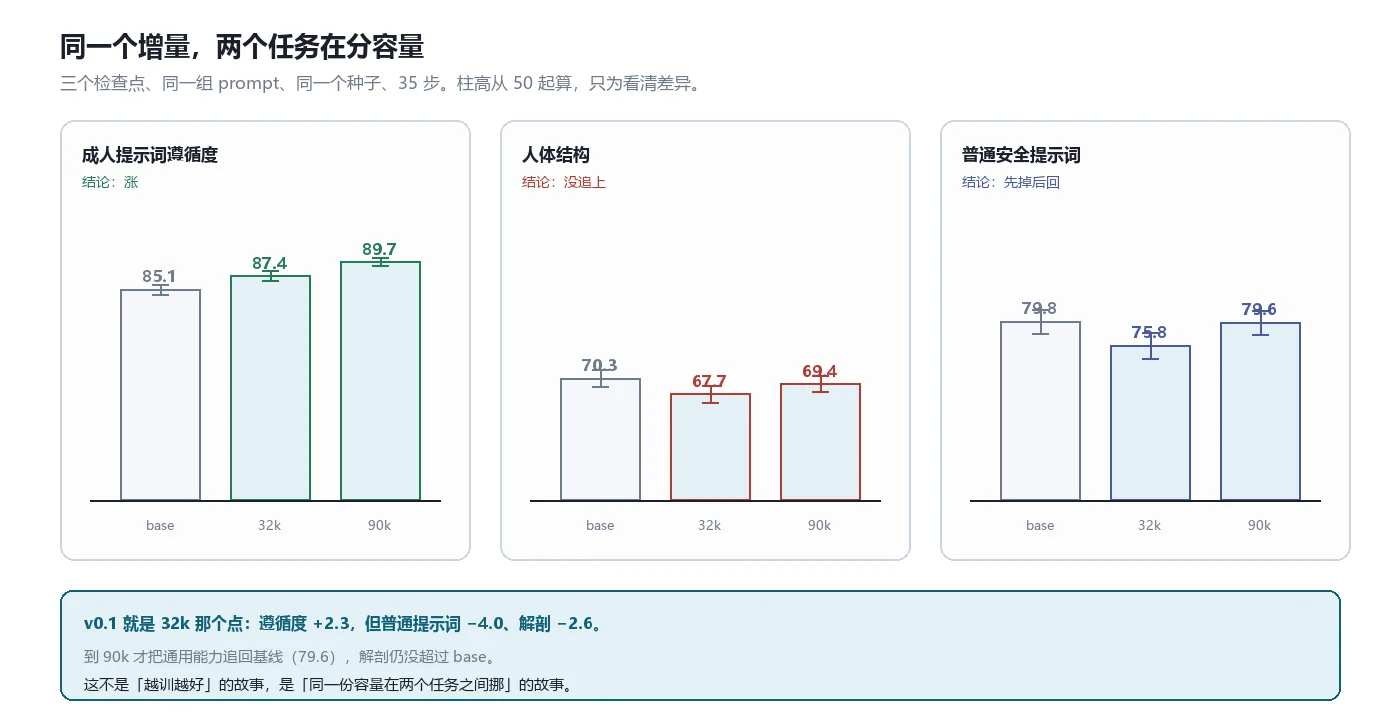 同一个增量，两个任务在分容量
三个检查点、同一组 prompt、同一个种子、35 步。柱高从 50 起算，只为看清差异。
成人提示词遵循度
结论：涨
85.1
87.4
89.7
base
32k
90k
人体结构
结论：没追上
70.3
67.7
69.4
base
32k
90k
普通安全提示词
结论：先掉后回
79.8
75.8
79.6
base
32k
90k
v0.1 就是 32k 那个点：遵循度 +2.3，但普通提示词 −4.0、解剖 −2.6。
到 90k 才把通用能力追回基线（79.6），解剖仍没超过 base。
这不是「越训越好」的故事，是「同一份容量在两个任务之间挪」的故事。